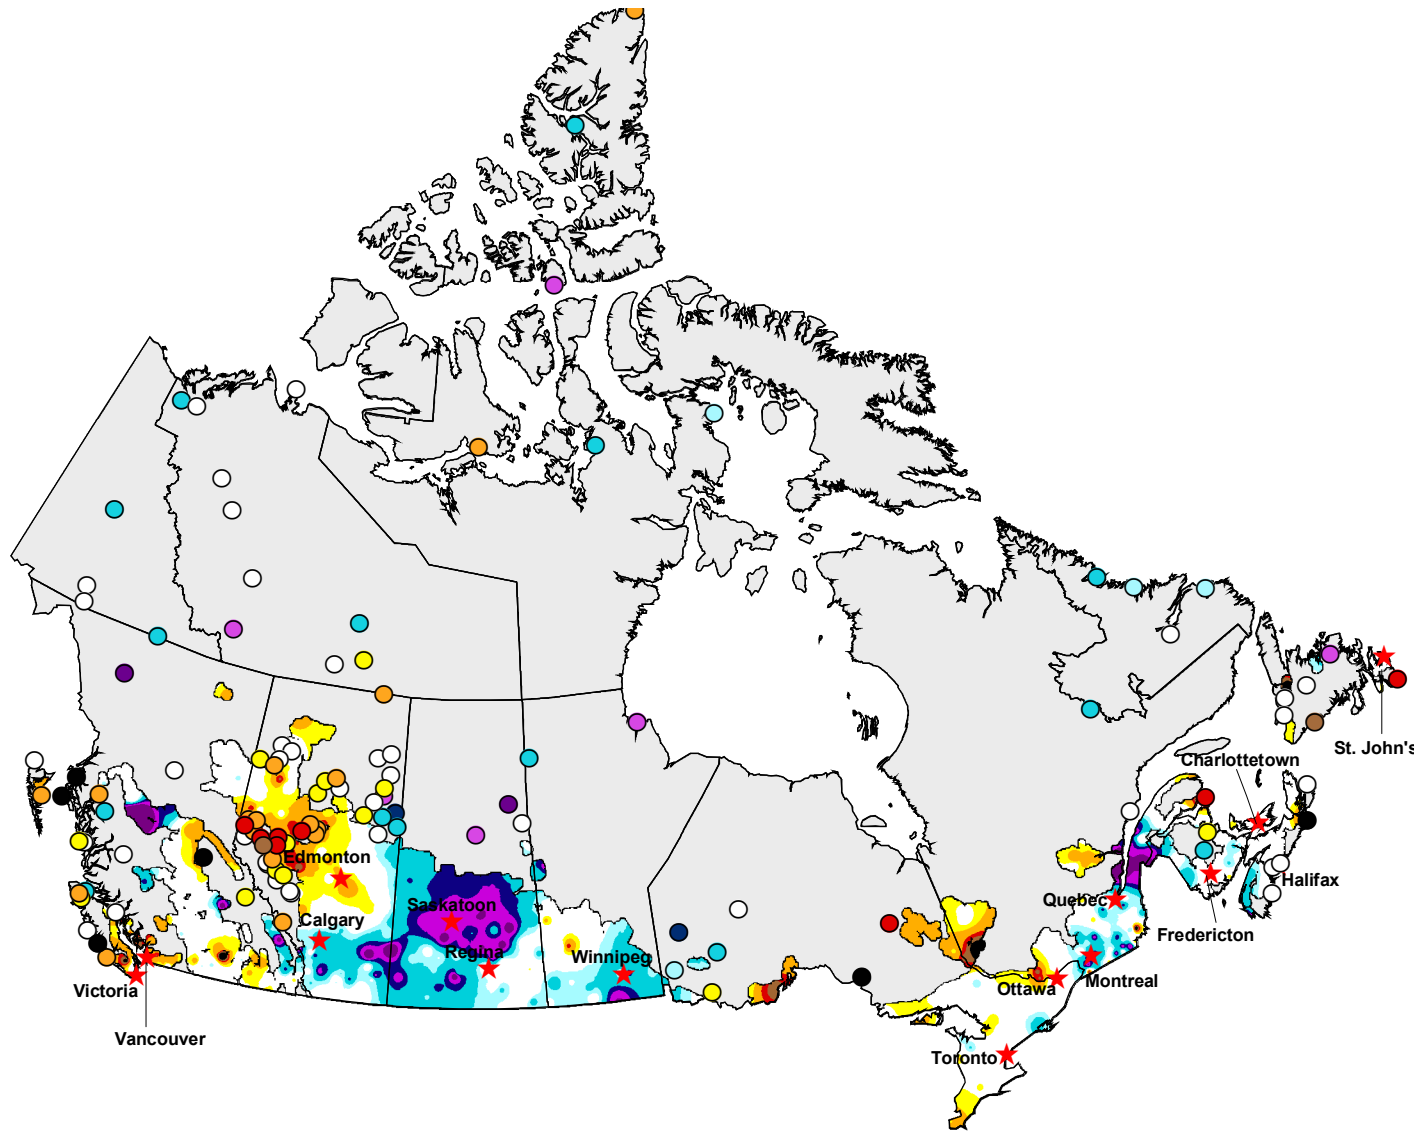 St. John's
Charlottetown
Edmonton
Halifax
Quebec
Saskatoon
Calgary
Fredericton
Regina
Winnipeg
Montreal
Ottawa
Victoria
Vancouver
Toronto